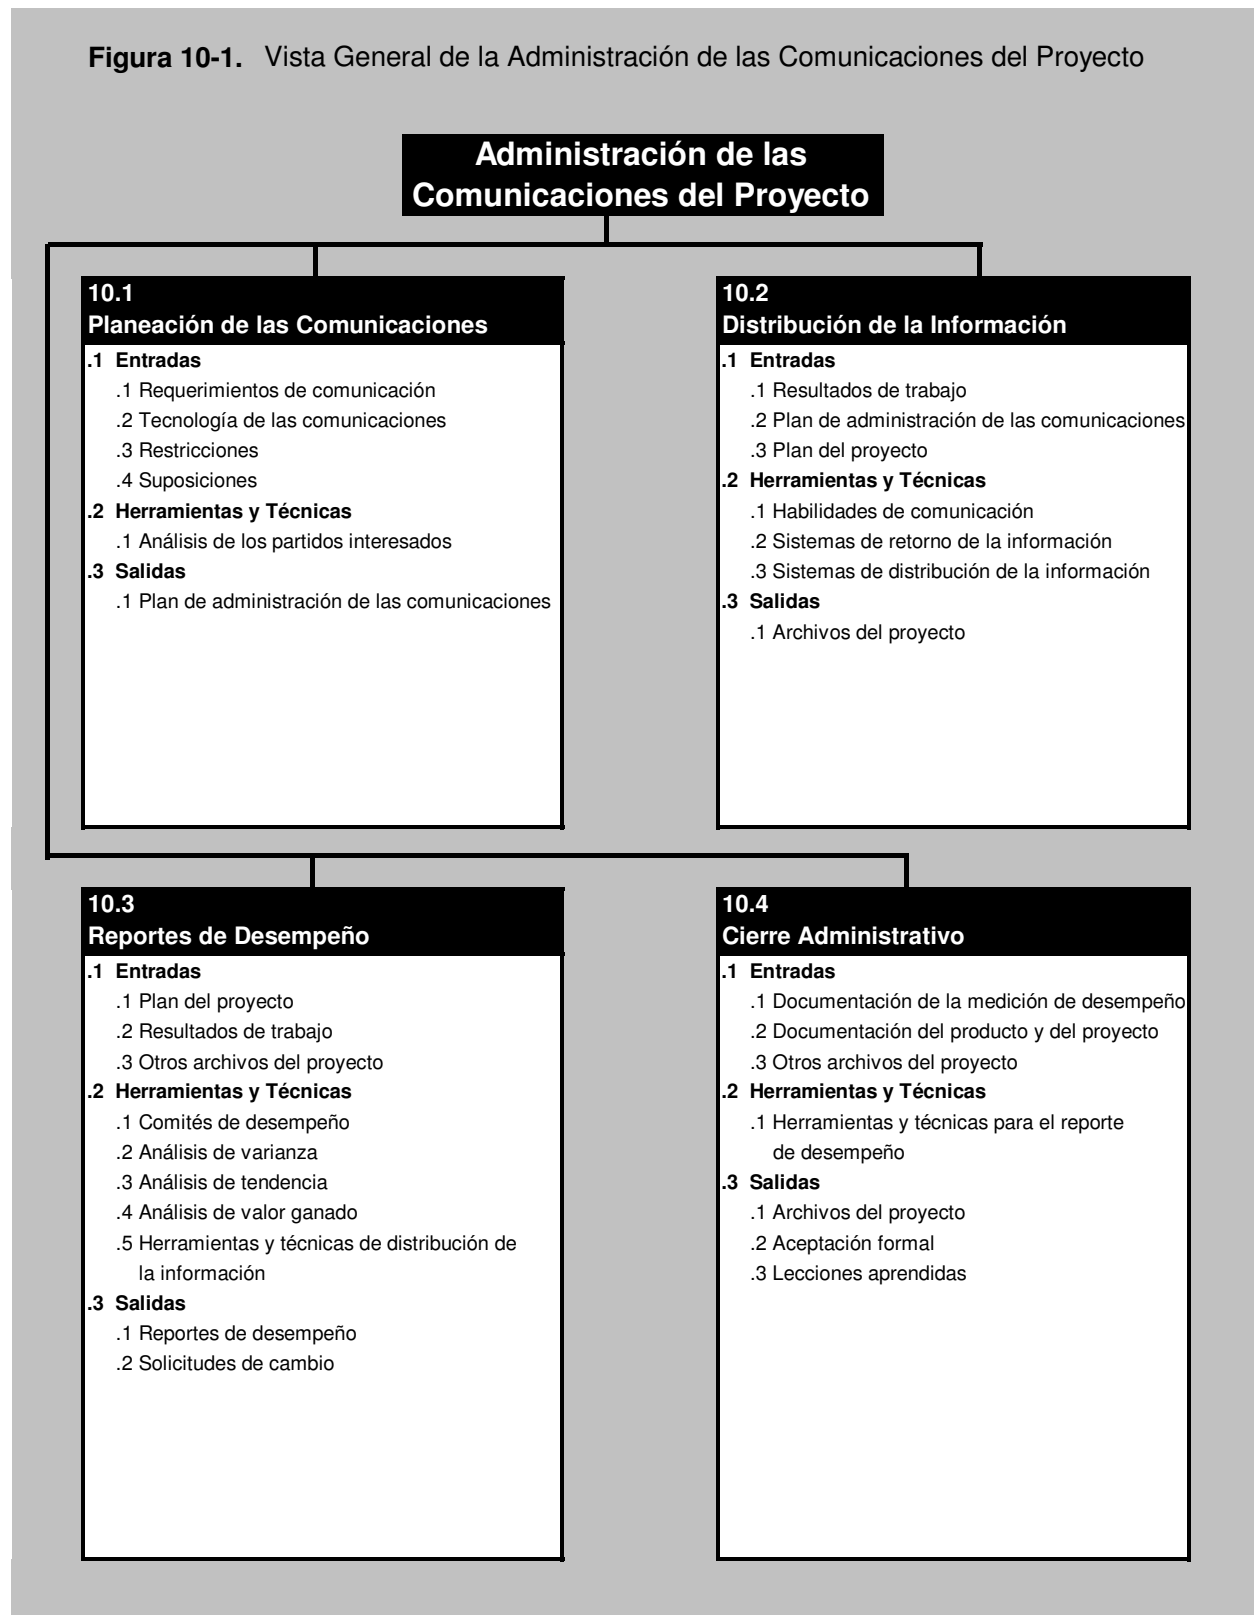 Figura 10-1. Vista General de la Administración de las Comunicaciones del Proyecto
Administración de las
Comunicaciones del Proyecto
10.1
Planeación de las Comunicaciones
.1 Entradas
.1 Requerimientos de comunicación
.2 Tecnología de las comunicaciones
.3 Restricciones
.4 Suposiciones
.2 Herramientas y Técnicas
.1 Análisis de los partidos interesados
.3 Salidas
.1 Plan de administración de las comunicaciones
10.2
Distribución de la Información
.1 Entradas
.1 Resultados de trabajo
.2 Plan de administración de las comunicaciones
.3 Plan del proyecto
.2 Herramientas y Técnicas
.1 Habilidades de comunicación
.2 Sistemas de retorno de la información
.3 Sistemas de distribución de la información
.3 Salidas
.1 Archivos del proyecto
10.3
Reportes de Desempeño
.1 Entradas
.1 Plan del proyecto
.2 Resultados de trabajo
.3 Otros archivos del proyecto
.2 Herramientas y Técnicas
.1 Comités de desempeño
.2 Análisis de varianza
.3 Análisis de tendencia
.4 Análisis de valor ganado
.5 Herramientas y técnicas de distribución de
la información
.3 Salidas
.1 Reportes de desempeño
.2 Solicitudes de cambio
10.4
Cierre Administrativo
.1 Entradas
.1 Documentación de la medición de desempeño
.2 Documentación del producto y del proyecto
.3 Otros archivos del proyecto
.2 Herramientas y Técnicas
.1 Herramientas y técnicas para el reporte
de desempeño
.3 Salidas
.1 Archivos del proyecto
.2 Aceptación formal
.3 Lecciones aprendidas